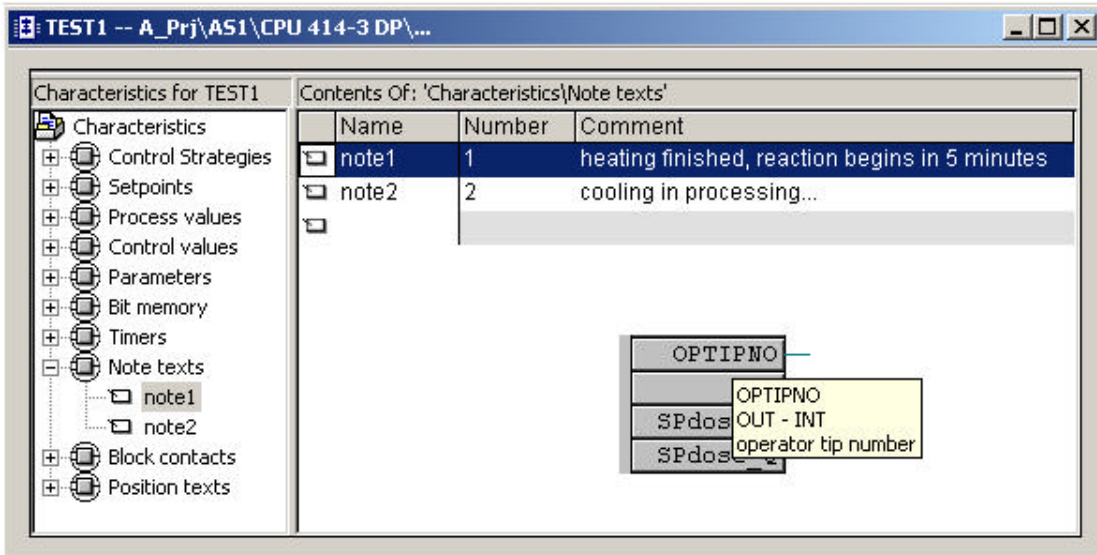 TEST1 -- A_Prj\AS1\CPU 414-3 DP\...
Characteristics for TEST1
Contents Of: 'Characteristics\Note texts'
Characteristics
Control Strategies
Setpoints
Process values
Control values
Parameters
Bit memory
Timers
Note texts
note1
note2
Block contacts
Position texts
Name Number Comment
note1 1 heating finished, reaction begins in 5 minutes
note2 2 cooling in processing...
OPTIPNO
OPTIPNO
OUT - INT
operator tip number